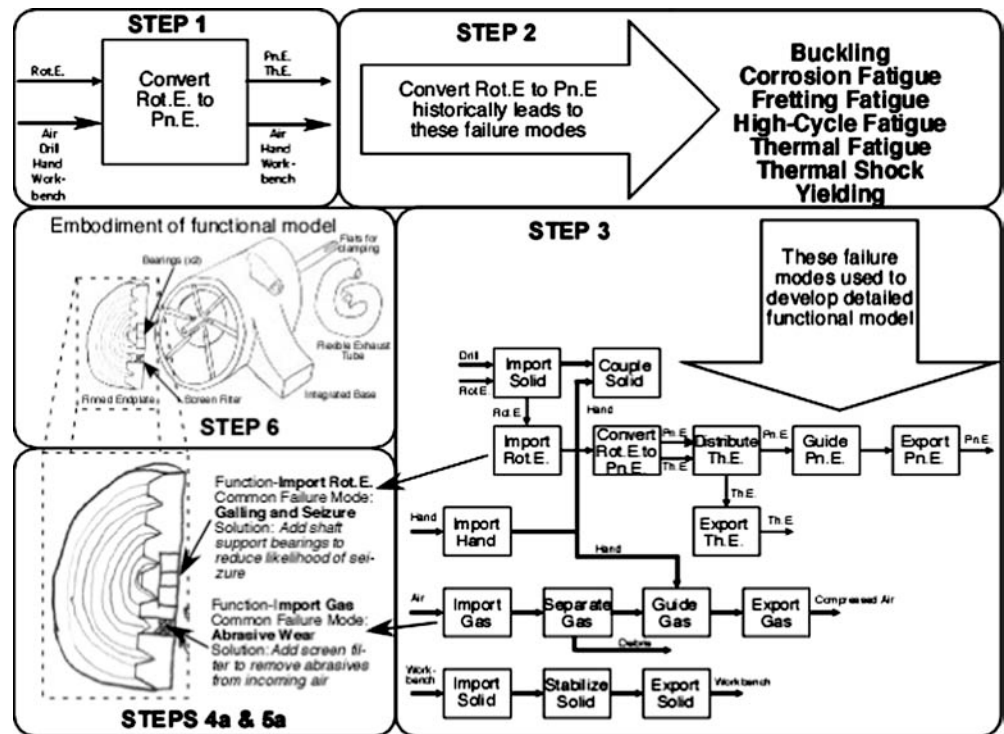 STEP 1
Rot.E.
Convert
Rot.E. to
Pn.E.
Pn.E.
Th.E.
Air
Drill
Hand
Work-
bench
Air
Hand
Work-
bench
STEP 2
Convert Rot.E to Pn.E
historically leads to
these failure modes
Buckling
Corrosion Fatigue
Fretting Fatigue
High-Cycle Fatigue
Thermal Fatigue
Thermal Shock
Yielding
Embodiment of functional model
Bearings (x2)
Flats for
clamping
Flexible Exhaust
Tube
Finned Endplate
Screen Filter
Integrated Base
STEP 6
STEP 3
These failure
modes used to
develop detailed
functional model
Drill
Rot.E.
Import
Solid
Couple
Solid
Hand
Rot.E.
Import
Rot.E.
Convert
Rot.E. to
Pn.E.
Pn.E.
Th.E.
Distribute
Th.E.
Pn.E.
Guide
Pn.E.
Export
Pn.E.
Pn.E.
Th.E.
Export
Th.E.
Th.E.
Hand
Import
Hand
Hand
Air
Import
Gas
Separate
Gas
Guide
Gas
Export
Gas
Compressed Air
Debris
Work-
bench
Import
Solid
Stabilize
Solid
Export
Solid
Workbench
Function-Import Rot.E.
Common Failure Mode:
Galling and Seizure
Solution: Add shaft
support bearings to
reduce likelihood of sei-
zure
Function-Import Gas
Common Failure Mode:
Abrasive Wear
Solution: Add screen fil-
ter to remove abrasives
from incoming air
STEPS 4a & 5a